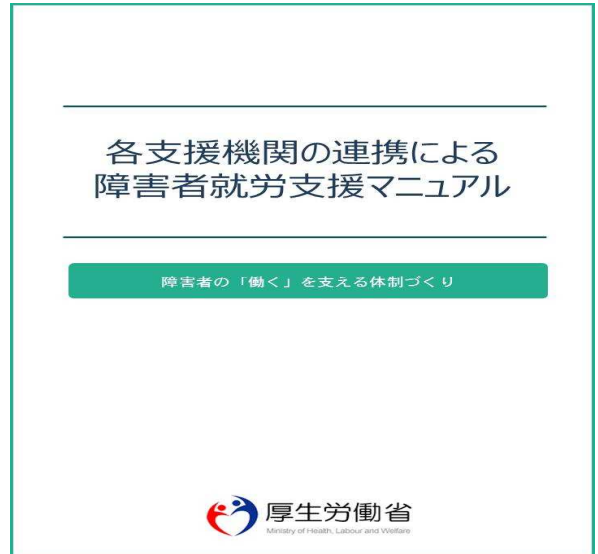 各支援機関の連携による
障害者就労支援マニュアル
障害者の「働く」を支える体制づくり
厚生労働省
Ministry of Health, Labour and Welfare